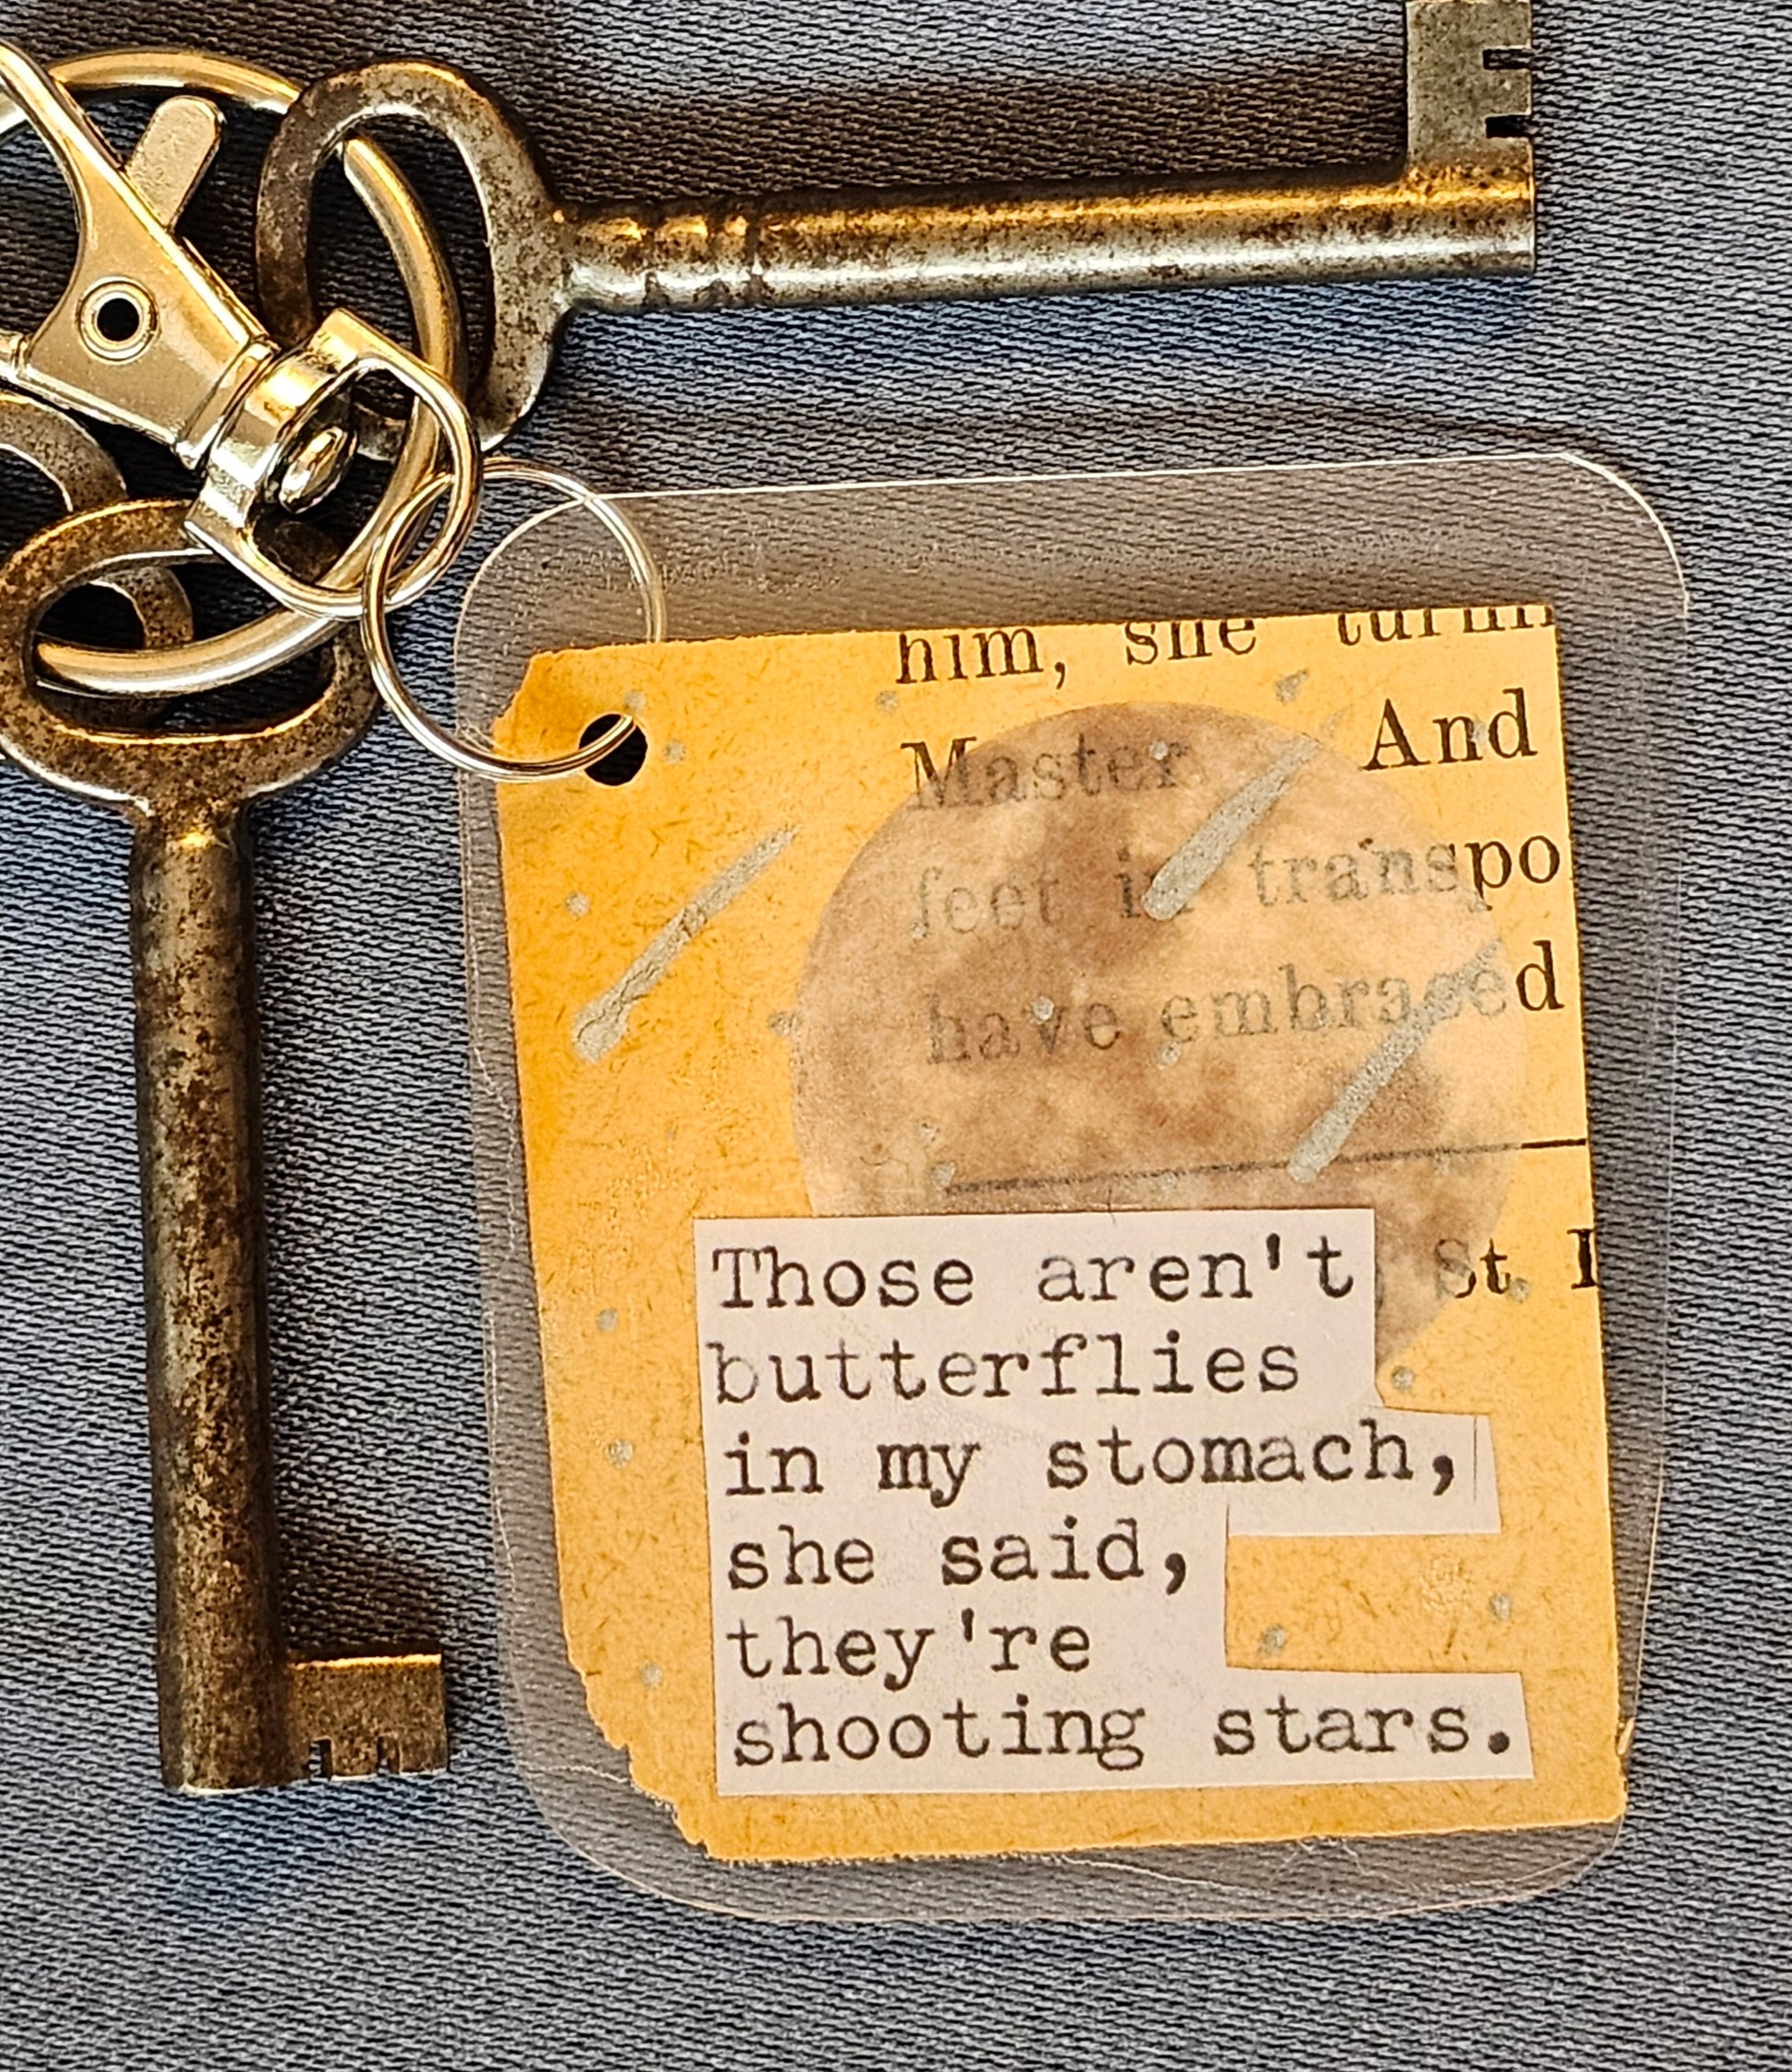 him, she
Master And
feet in
have embraced
St
Those aren't
butterflies
in my stomach,
she said,
they're
shooting stars.